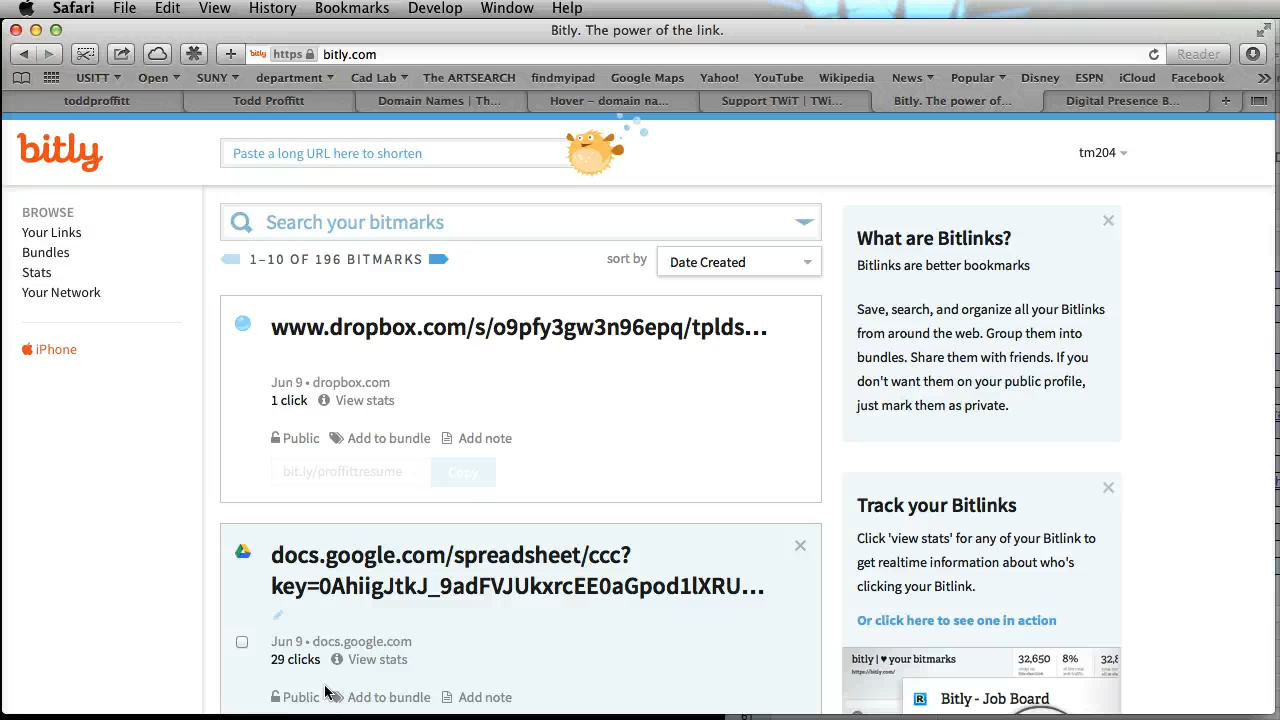 Safari File Edit View History Bookmarks Develop Window Help
Bitly. The power of the link.
bitly https bitly.com Reader
USITT Open SUNY department Cad Lab The ARTSEARCH findmyipad Google Maps Yahoo! YouTube Wikipedia News Popular Disney ESPN iCloud Facebook
toddproffitt Todd Proffitt Domain Names | Th... Hover – domain na... Support TWiT | TWi... Bitly. The power of... Digital Presence B...
bitly
Paste a long URL here to shorten
tm204
BROWSE
Your Links
Bundles
Stats
Your Network
iPhone
Search your bitmarks
1–10 OF 196 BITMARKS
sort by Date Created
www.dropbox.com/s/o9pfy3gw3n96epq/tplds...
Jun 9 • dropbox.com
1 click View stats
Public Add to bundle Add note
bit.ly/proffittresume Copy
docs.google.com/spreadsheet/ccc?
key=0AhiigJtkJ_9adFVJUkxrcEE0aGpod1lXRU...
Jun 9 • docs.google.com
29 clicks View stats
Public Add to bundle Add note
What are Bitlinks?
Bitlinks are better bookmarks
Save, search, and organize all your Bitlinks
from around the web. Group them into
bundles. Share them with friends. If you
don't want them on your public profile,
just mark them as private.
Track your Bitlinks
Click 'view stats' for any of your Bitlink to
get realtime information about who's
clicking your Bitlink.
Or click here to see one in action
bitly | ♥ your bitmarks 32,650 8% 32,8
https://bitly.com/
Bitly - Job Board